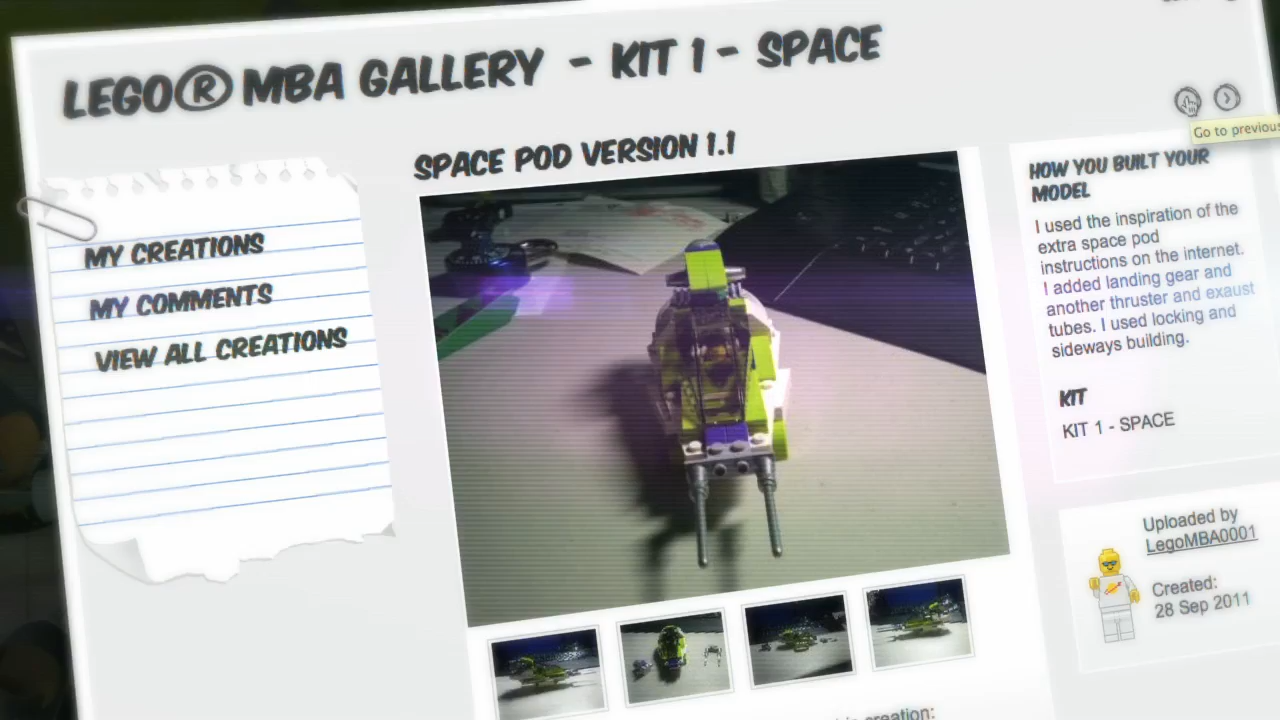 LEGO® MBA GALLERY - KIT 1 - SPACE
Go to previous
SPACE POD VERSION 1.1
MY CREATIONS
MY COMMENTS
VIEW ALL CREATIONS
HOW YOU BUILT YOUR
MODEL
I used the inspiration of the
extra space pod
instructions on the internet.
I added landing gear and
another thruster and exaust
tubes. I used locking and
sideways building.
KIT
KIT 1 - SPACE
Uploaded by
LegoMBA0001
Created:
28 Sep 2011
creation: